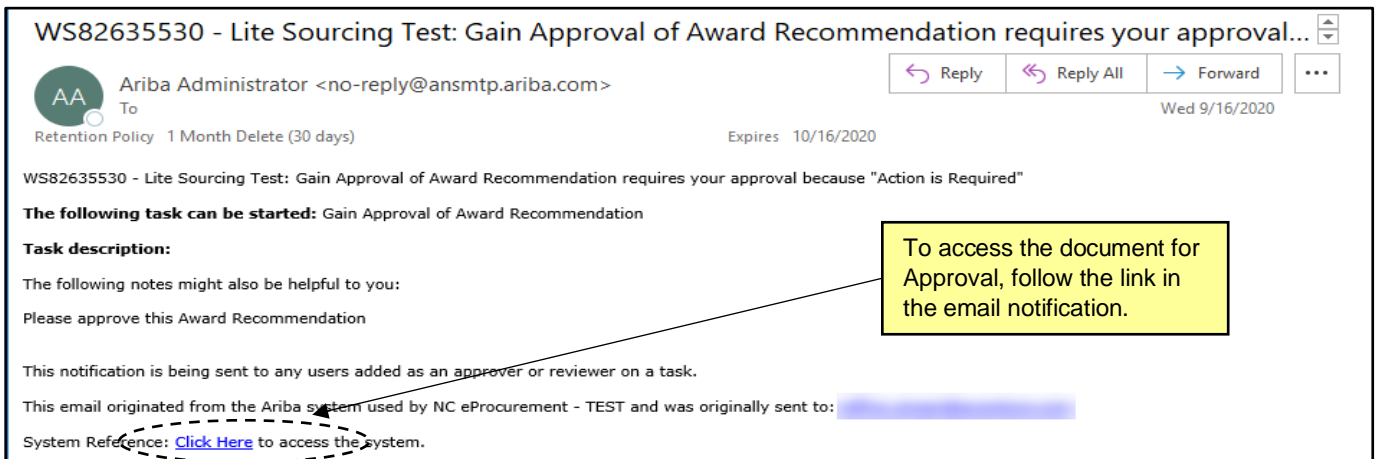 WS82635530 - Lite Sourcing Test: Gain Approval of Award Recommendation requires your approval...
AA
Ariba Administrator <no-reply@ansmtp.ariba.com>
To
Reply
Reply All
Forward
...
Wed 9/16/2020
Retention Policy 1 Month Delete (30 days)
Expires 10/16/2020
WS82635530 - Lite Sourcing Test: Gain Approval of Award Recommendation requires your approval because "Action is Required"
The following task can be started: Gain Approval of Award Recommendation
Task description:
The following notes might also be helpful to you:
Please approve this Award Recommendation
To access the document for
Approval, follow the link in
the email notification.
This notification is being sent to any users added as an approver or reviewer on a task.
This email originated from the Ariba system used by NC eProcurement - TEST and was originally sent to:
System Reference: Click Here to access the system.